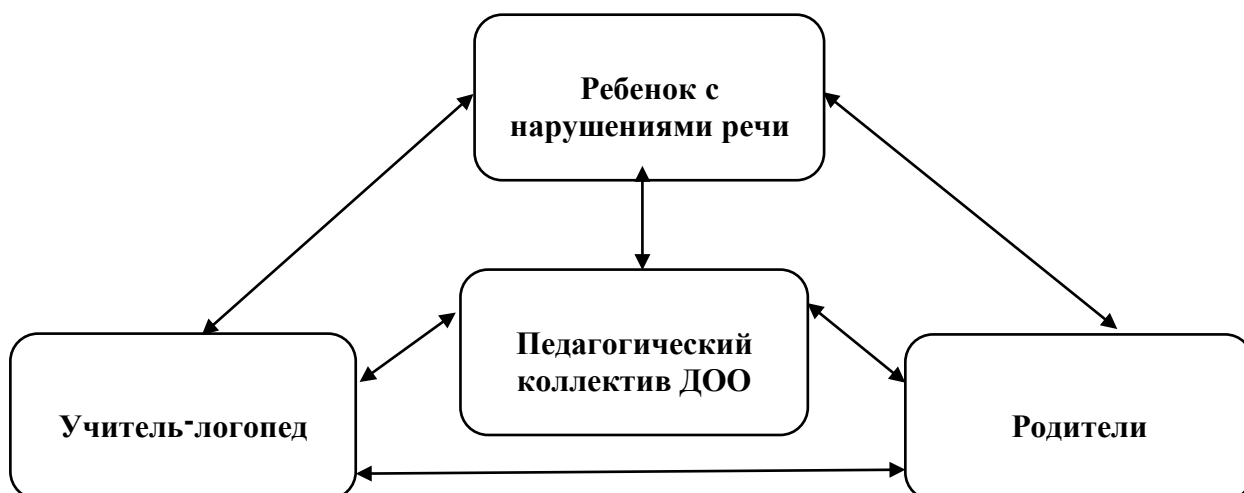 Ребенок с
нарушениями речи
Педагогический
коллектив ДОО
Учитель-логопед
Родители